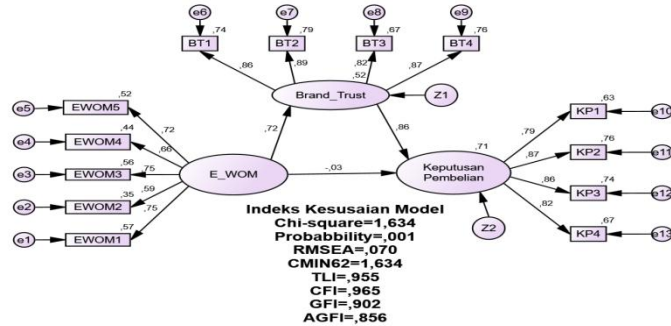 e6 e7 e8 e9
,74 ,79 ,67 ,76
BT1 BT2 BT3 BT4
,86 ,89 ,82 ,87
,52
Brand_Trust
Z1
,52
e5 EWOM5
,72
,44
e4 EWOM4
,66
,56
e3 EWOM3
,75
,35
e2 EWOM2
,59
,57
e1 EWOM1
,75
E_WOM
,72
,86
-,03
,71
Keputusan
Pembelian
Z2
,63
KP1 e10
,79
,76
KP2 e11
,87
,74
KP3 e12
,86
,67
KP4 e13
,82
Indeks Kesusaian Model
Chi-square=1,634
Probabbility=,001
RMSEA=,070
CMIN62=1,634
TLI=,955
CFI=,965
GFI=,902
AGFI=,856